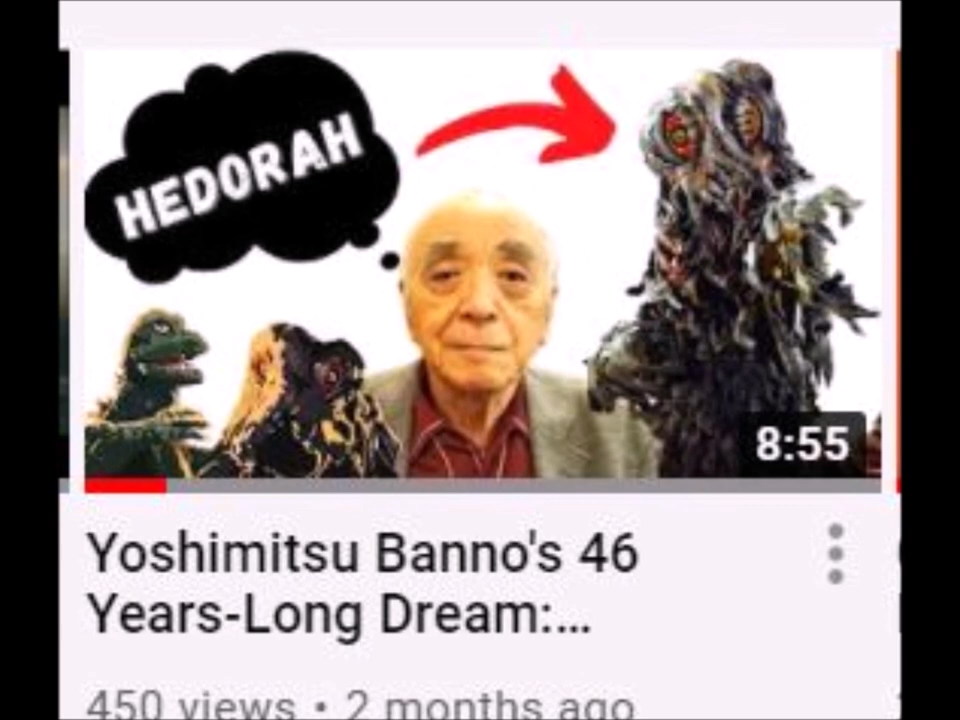 HEDORAH
8:55
Yoshimitsu Banno's 46
Years-Long Dream:...
450 views • 2 months ago